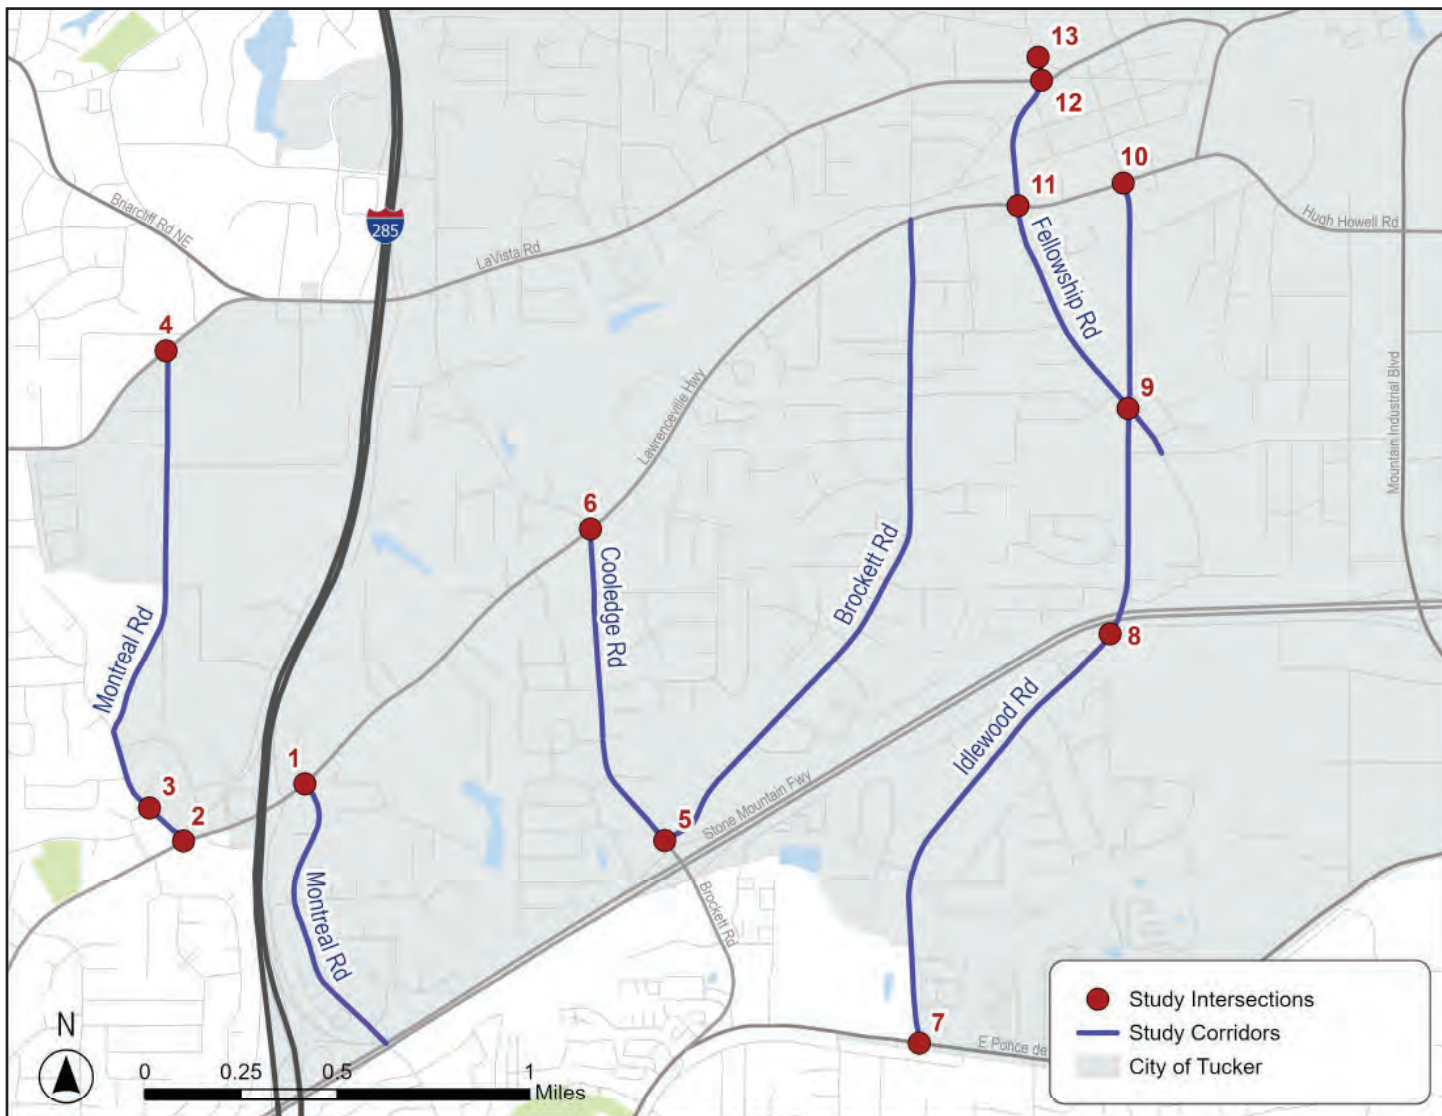 13
12
10
11
Briarcliff Rd NE
285
LaVista Rd
Hugh Howell Rd
Fellowship Rd
4
9
Mountain Industrial Blvd
Lawrenceville Hwy
6
Cooledge Rd
Brockett Rd
8
Montreal Rd
Idlewood Rd
1
3
2
5
Stone Mountain Fwy
Montreal Rd
Brockett Rd
7
E Ponce de
N
0 0.25 0.5 1
Miles
Study Intersections
Study Corridors
City of Tucker